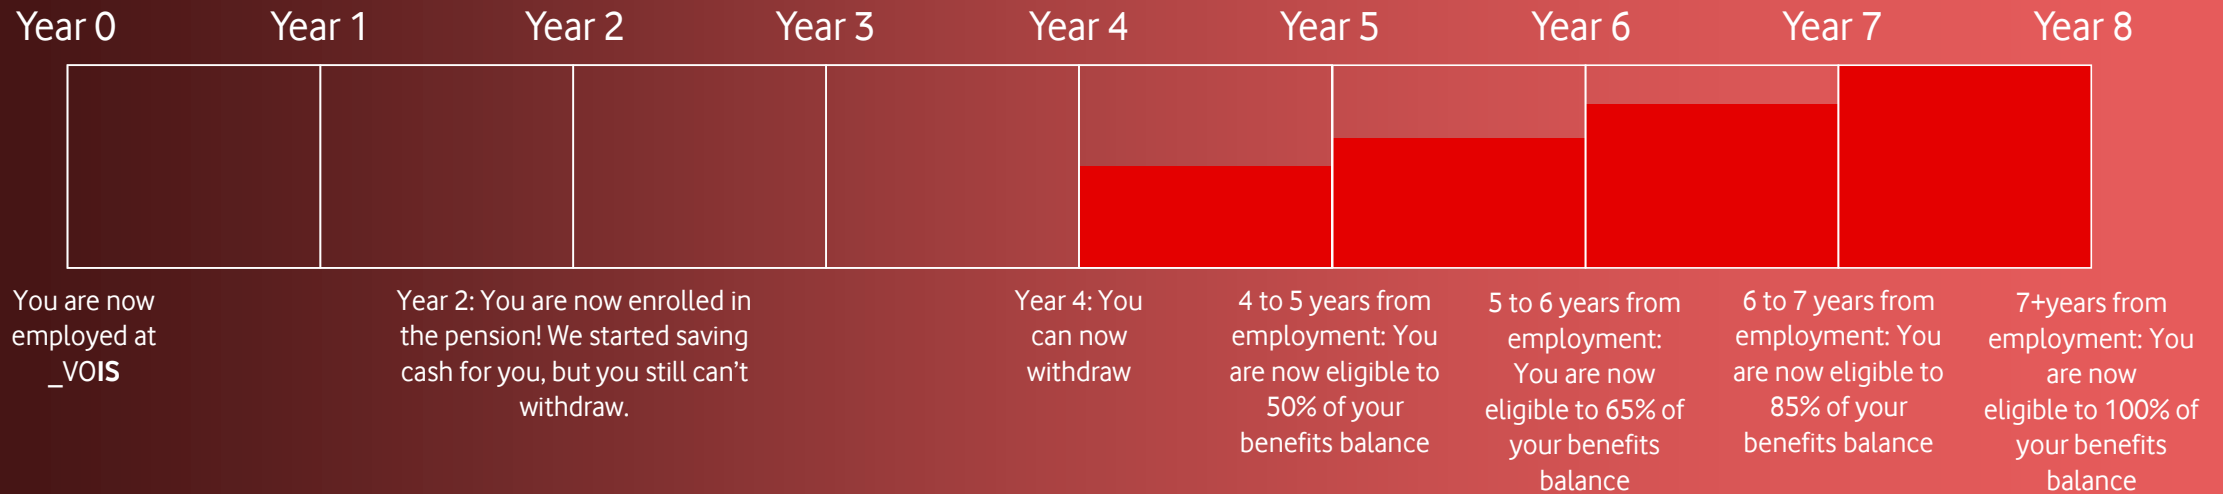 Year 0
Year 1
Year 2
Year 3
Year 4
Year 5
Year 6
Year 7
Year 8
You are now
employed at
_VOIS
Year 2: You are now enrolled in
the pension! We started saving
cash for you, but you still can't
withdraw.
Year 4: You
can now
withdraw
4 to 5 years from
employment: You
are now eligible to
50% of your
benefits balance
5 to 6 years from
employment:
You are now
eligible to 65% of
your benefits
balance
6 to 7 years from
employment: You
are now eligible to
85% of your
benefits balance
7+years from
employment: You
are now
eligible to 100% of
your benefits
balance